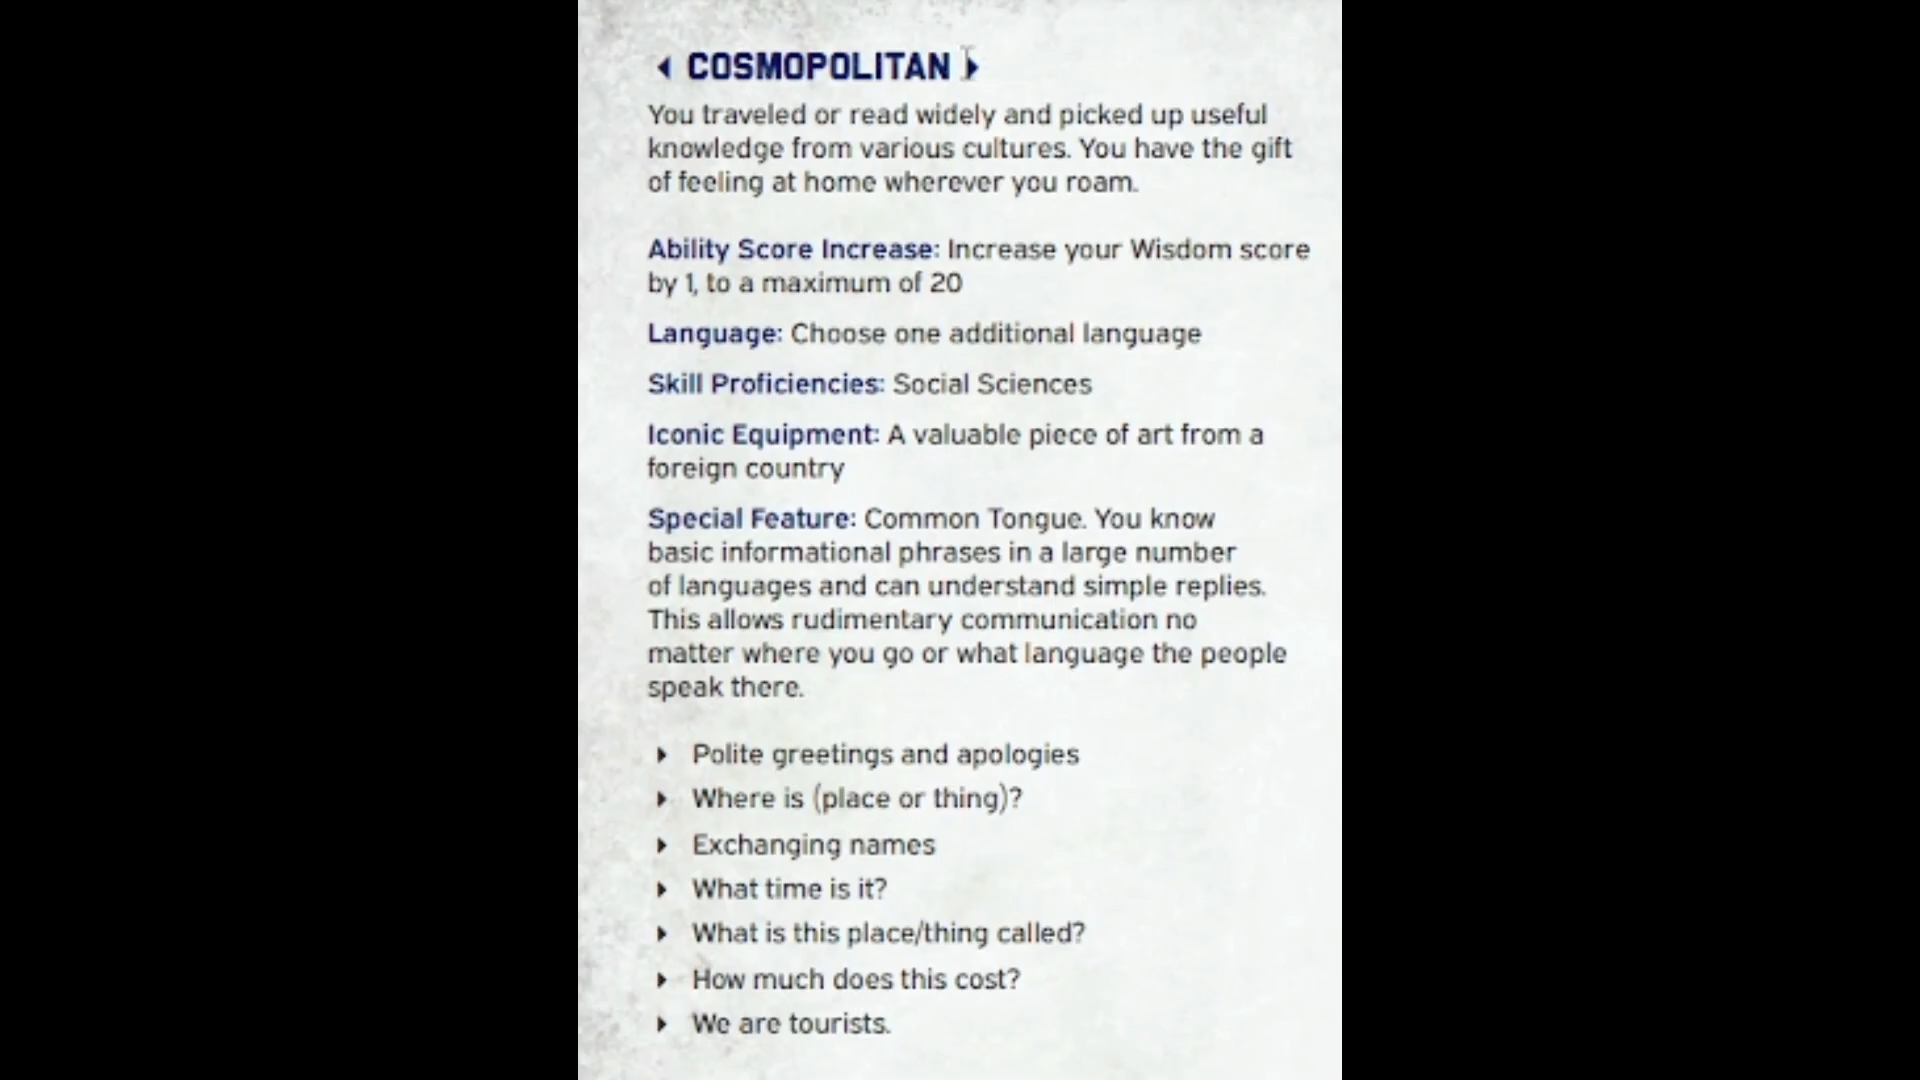 COSMOPOLITAN
You traveled or read widely and picked up useful
knowledge from various cultures. You have the gift
of feeling at home wherever you roam.
Ability Score Increase: Increase your Wisdom score
by 1, to a maximum of 20
Language: Choose one additional language
Skill Proficiencies: Social Sciences
Iconic Equipment: A valuable piece of art from a
foreign country
Special Feature: Common Tongue. You know
basic informational phrases in a large number
of languages and can understand simple replies.
This allows rudimentary communication no
matter where you go or what language the people
speak there.
Polite greetings and apologies
Where is (place or thing)?
Exchanging names
What time is it?
What is this place/thing called?
How much does this cost?
We are tourists.